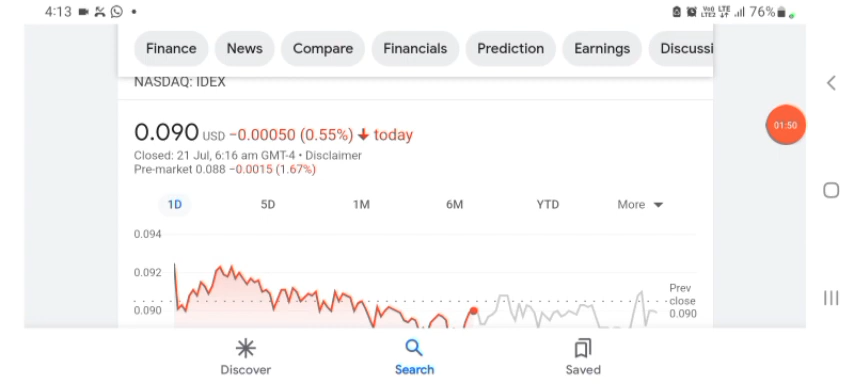 4:13 76%
Vo) LTE
LTE2
Finance News Compare Financials Prediction Earnings Discussi
NASDAQ: IDEX
0.090 USD −0.00050 (0.55%) today
Closed: 21 Jul, 6:16 am GMT-4 • Disclaimer
Pre-market 0.088 −0.0015 (1.67%)
01:50
1D 5D 1M 6M YTD More
0.094
0.092
0.090
Prev
close
0.090
Discover Search Saved